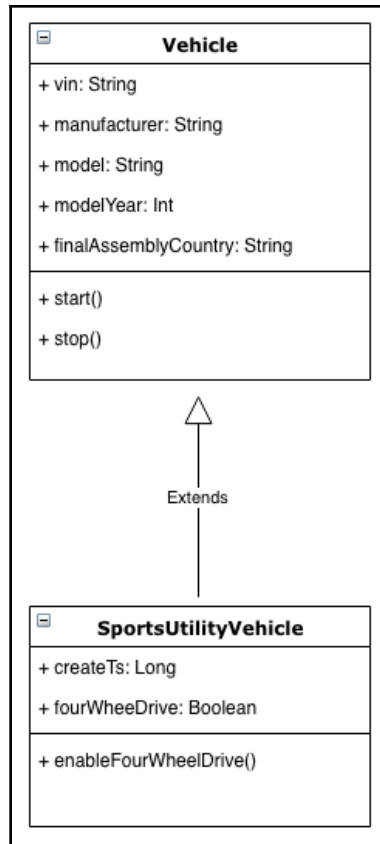 Vehicle
+ vin: String
+ manufacturer: String
+ model: String
+ modelYear: Int
+ finalAssemblyCountry: String
+ start()
+ stop()
Extends
SportsUtilityVehicle
+ createTs: Long
+ fourWheeDrive: Boolean
+ enableFourWheelDrive()